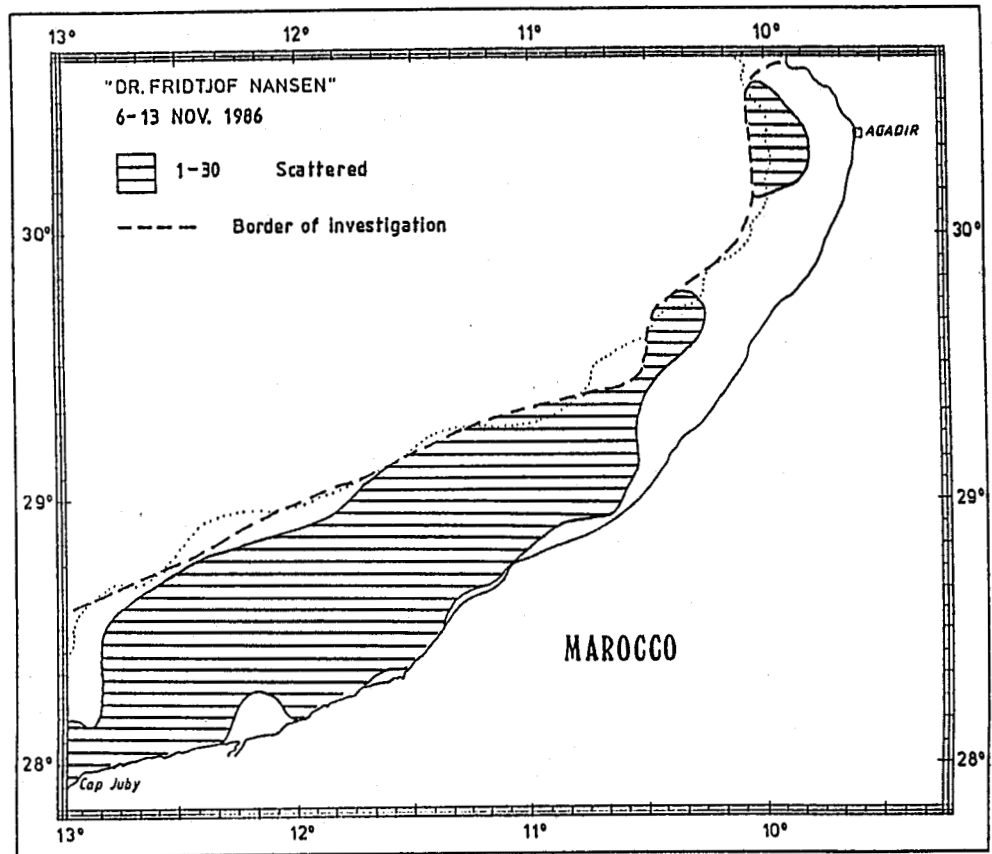 13° 12° 11° 10°
"DR. FRIDTJOF NANSEN"
6-13 NOV. 1986
1-30 Scattered
Border of investigation
AGADIR
30° 30°
29° 29°
MAROCCO
28° 28°
Cap Juby
13° 12° 11° 10°